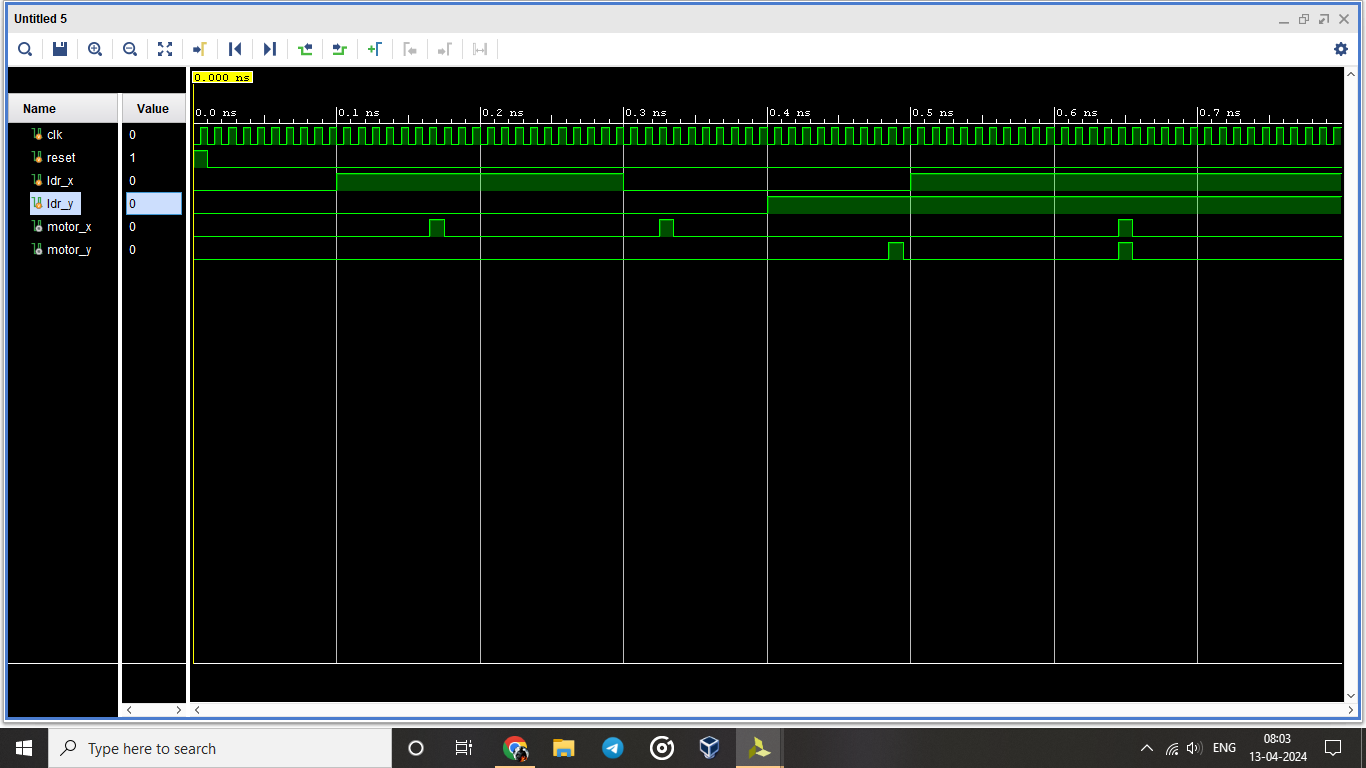 Untitled 5
0.000 ns
Name Value
0.0 ns 0.1 ns 0.2 ns 0.3 ns 0.4 ns 0.5 ns 0.6 ns 0.7 ns
clk 0
reset 1
ldr_x 0
ldr_y 0
motor_x 0
motor_y 0
Type here to search
ENG
08:03
13-04-2024